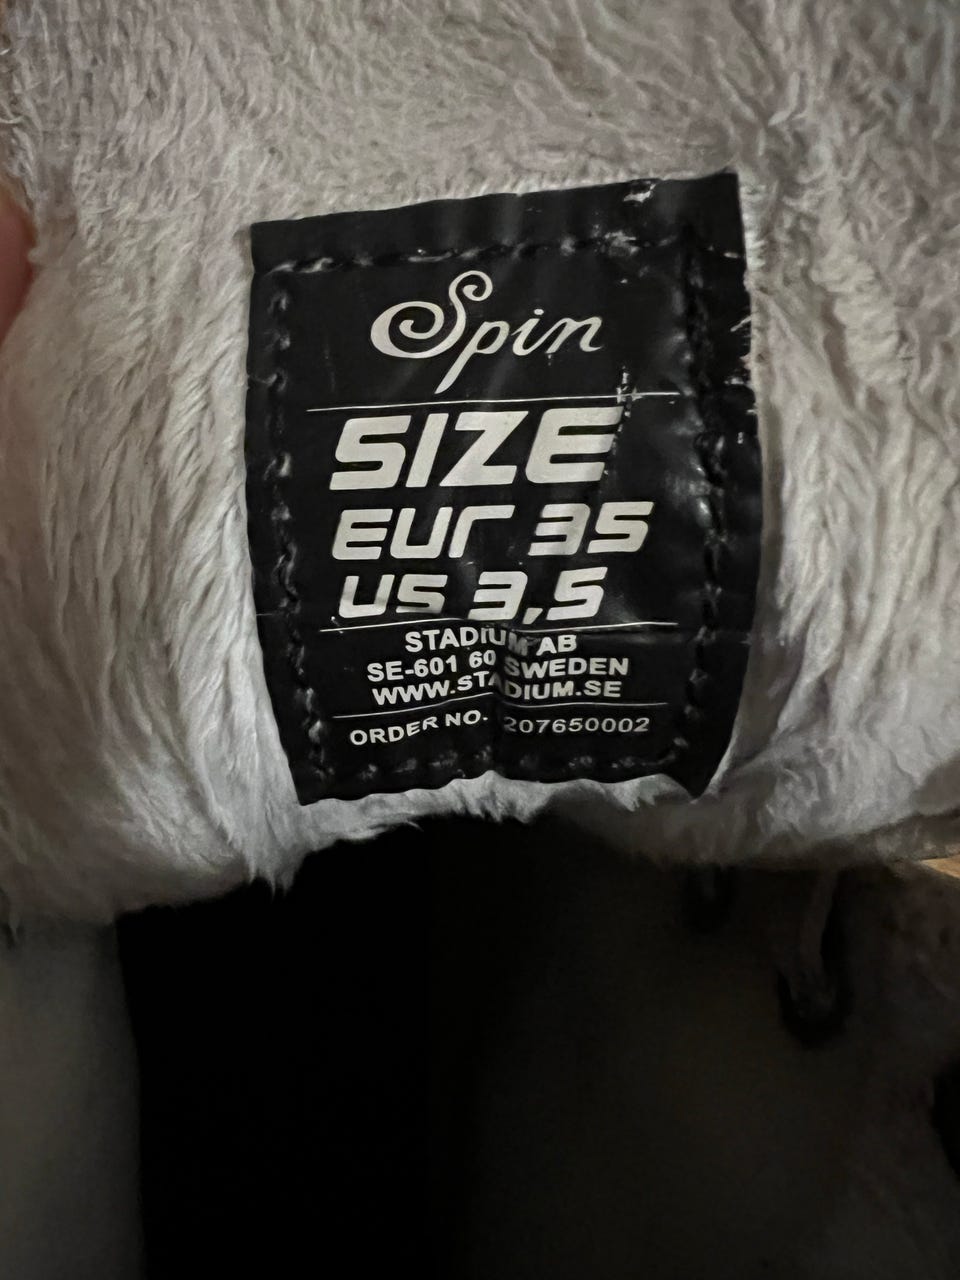 Spin
SIZE
EUR 35
US 3,5
STADIUM AB
SE-601 60 SWEDEN
WWW.STADIUM.SE
ORDER NO. 207650002